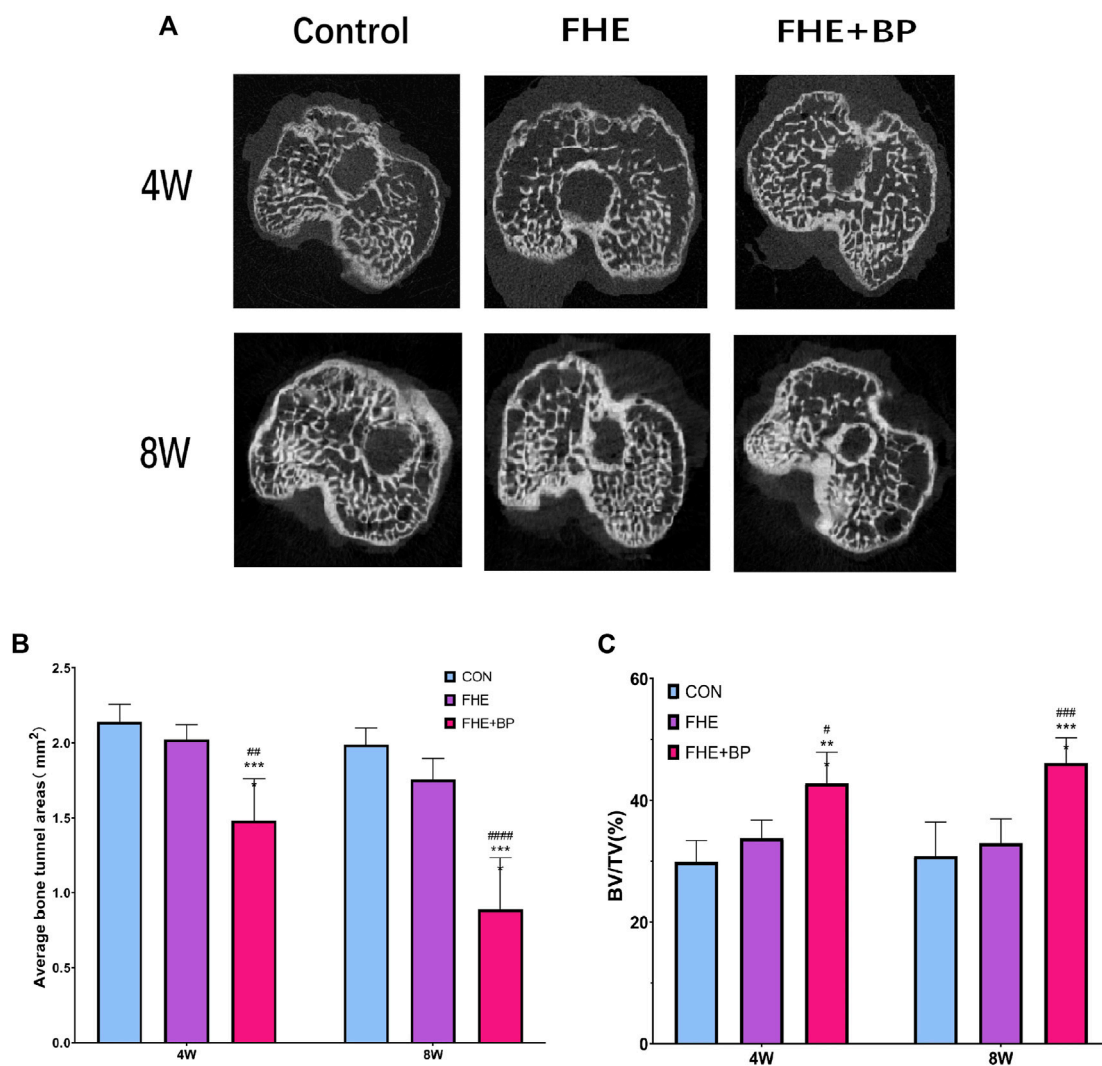 A
Control
FHE
FHE+BP
4W
8W
B
Average bone tunnel areas ( mm²)
2.5
2.0
1.5
1.0
0.5
0.0
CON
FHE
FHE+BP
##
***
*
####
***
*
4W
8W
C
BV/TV(%)
60
40
20
0
CON
FHE
FHE+BP
#
**
*
###
***
*
4W
8W